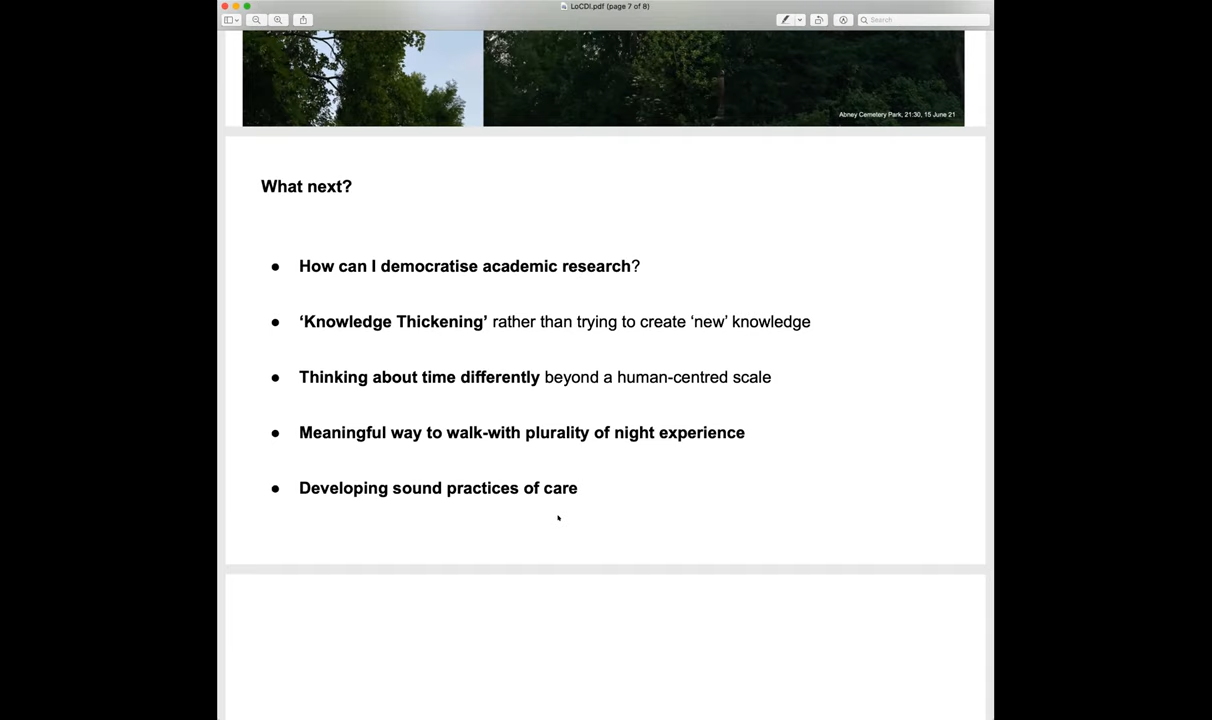 LoCDI.pdf (page 7 of 8)
Search
Abney Cemetery Park, 21:30, 15 June 21
What next?
● How can I democratise academic research?
● ‘Knowledge Thickening’ rather than trying to create ‘new’ knowledge
● Thinking about time differently beyond a human-centred scale
● Meaningful way to walk-with plurality of night experience
● Developing sound practices of care